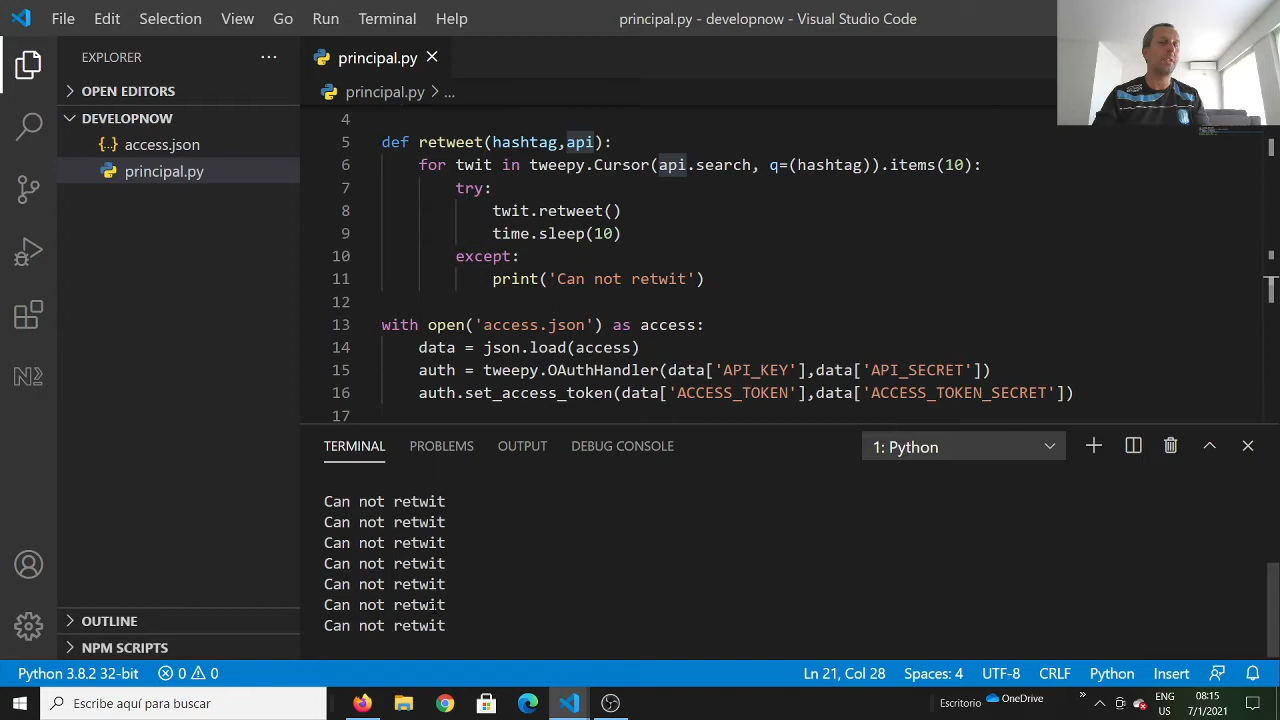 File Edit Selection View Go Run Terminal Help
principal.py - developnow - Visual Studio Code
EXPLORER
OPEN EDITORS
DEVELOPNOW
{..} access.json
principal.py
principal.py
principal.py > ...
4
5 def retweet(hashtag,api):
6 for twit in tweepy.Cursor(api.search, q=(hashtag)).items(10):
7 try:
8 twit.retweet()
9 time.sleep(10)
10 except:
11 print('Can not retwit')
12
13 with open('access.json') as access:
14 data = json.load(access)
15 auth = tweepy.OAuthHandler(data['API_KEY'],data['API_SECRET'])
16 auth.set_access_token(data['ACCESS_TOKEN'],data['ACCESS_TOKEN_SECRET'])
17
TERMINAL PROBLEMS OUTPUT DEBUG CONSOLE
1: Python
Can not retwit
Can not retwit
Can not retwit
Can not retwit
Can not retwit
Can not retwit
Can not retwit
OUTLINE
NPM SCRIPTS
Python 3.8.2 32-bit 0 0
Ln 21, Col 28 Spaces: 4 UTF-8 CRLF Python Insert
Escribe aquí para buscar
Escritorio OneDrive
ENG
US
08:15
7/1/2021